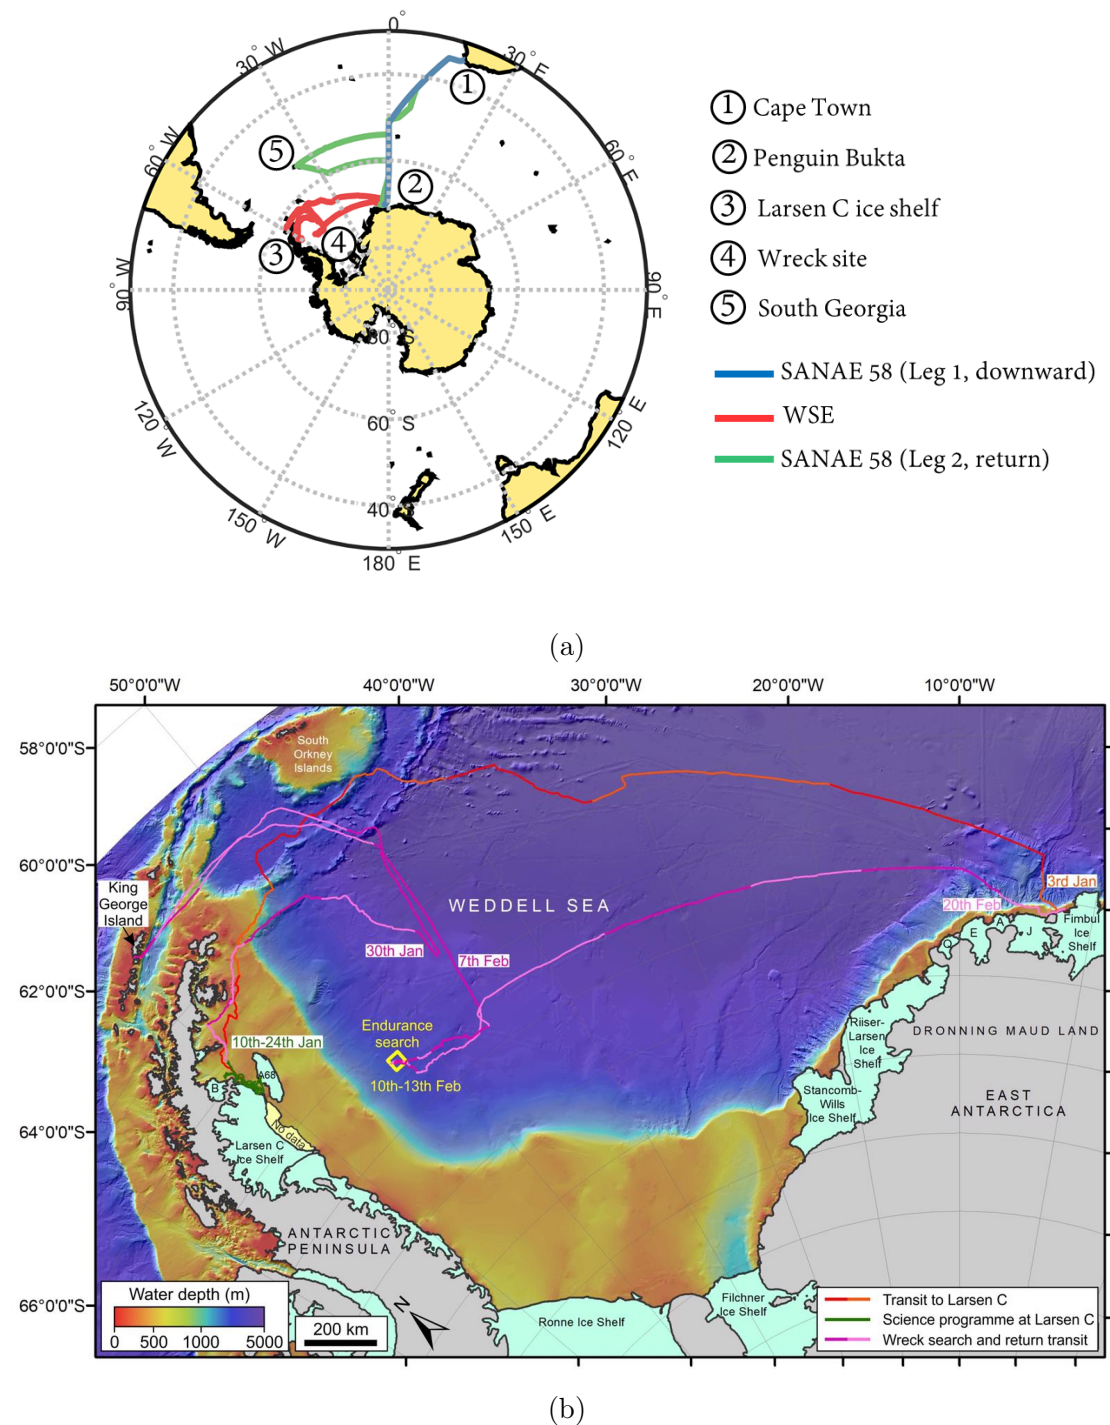 0°
30° W
30° E
60° W
60° E
90° W
90° E
120° W
120° E
150° W
150° E
180° E
80° S
60° S
40° S
1
2
3
4
5
1 Cape Town
2 Penguin Bukta
3 Larsen C ice shelf
4 Wreck site
5 South Georgia
SANAE 58 (Leg 1, downward)
WSE
SANAE 58 (Leg 2, return)
(a)
50°0'0"W
40°0'0"W
30°0'0"W
20°0'0"W
10°0'0"W
58°0'0"S
60°0'0"S
62°0'0"S
64°0'0"S
66°0'0"S
South
Orkney
Islands
King
George
Island
WEDDELL SEA
3rd Jan
20th Feb
30th Jan
7th Feb
Fimbul
Ice
Shelf
Q
E
A
J
Endurance
search
10th-13th Feb
10th-24th Jan
A68
B
No data
Larsen C
Ice Shelf
D
Riiser-
Larsen
Ice
Shelf
Stancomb-
Wills
Ice Shelf
DRONNING MAUD LAND
EAST
ANTARCTICA
ANTARCTIC
PENINSULA
Filchner
Ice Shelf
Ronne Ice Shelf
Water depth (m)
0 500 1000 5000
200 km
N
Transit to Larsen C
Science programme at Larsen C
Wreck search and return transit
(b)